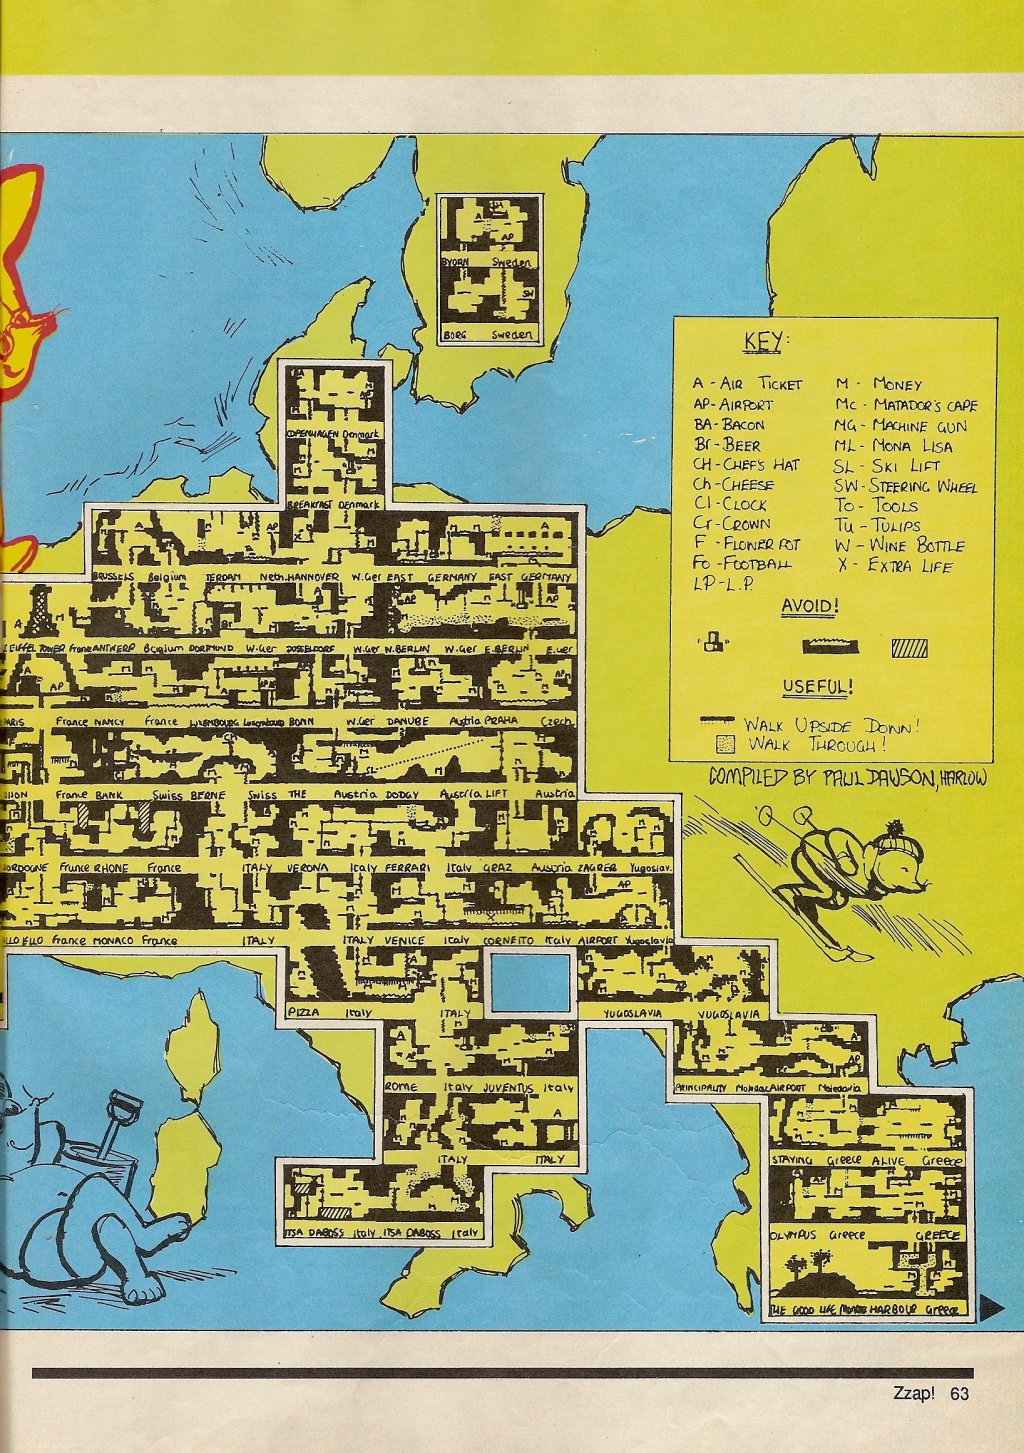 BYORN Sweden
BORG Sweden
KEY:
A - AIR TICKET
AP - AIRPORT
BA - BACON
Br - BEER
CH - CHEF'S HAT
Ch - CHEESE
Cl - CLOCK
Cr - CROWN
F - FLOWER POT
Fo - FOOTBALL
LP - L.P.
M - MONEY
Mc - MATADOR'S CAPE
MG - MACHINE GUN
ML - MONA LISA
SL - SKI LIFT
SW - STEERING WHEEL
To - TOOLS
Tu - TULIPS
W - WINE BOTTLE
X - EXTRA LIFE
AVOID!
USEFUL!
WALK UPSIDE DOWN!
WALK THROUGH!
COMPILED BY PAUL DAWSON, HARLOW
COPENHAGEN Denmark
BREAKFAST Denmark
BRUSSELS Belgium TERDAM Neth. HANNOVER W.Ger EAST GERMANY EAST GERMANY
EIFFEL TOWER France ANTWERP Belgium DORTMUND W.Ger DUSSELDORF W.Ger W.BERLIN W.Ger E.BERLIN E.Ger
PARIS France NANCY France LUXEMBOURG Luxembourg BONN W.Ger DANUBE Austria PRAHA Czech.
France BANK Swiss BERNE Swiss THE Austria DODGY Austria LIFT Austria
DORDOGNE France RHONE France ITALY VERONA Italy FERRARI Italy GRAZ Austria ZAGREB Yugoslav.
France MONACO France ITALY ITALY VENICE Italy CORNEITO Italy AIRPORT Yugoslavia
PIZZA Italy ITALY YUGOSLAVIA YUGOSLAVIA
ROME Italy JUVENTUS Italy PRINCIPALITY AIRPORT Moledavia
ITALY ITALY STAYING Greece ALIVE Greece
ITSA DABOSS Italy ITSA DABOSS Italy OLYMPUS Greece GREECE
THE GOOD LIFE HARBOUR Greece
Zzap! 63